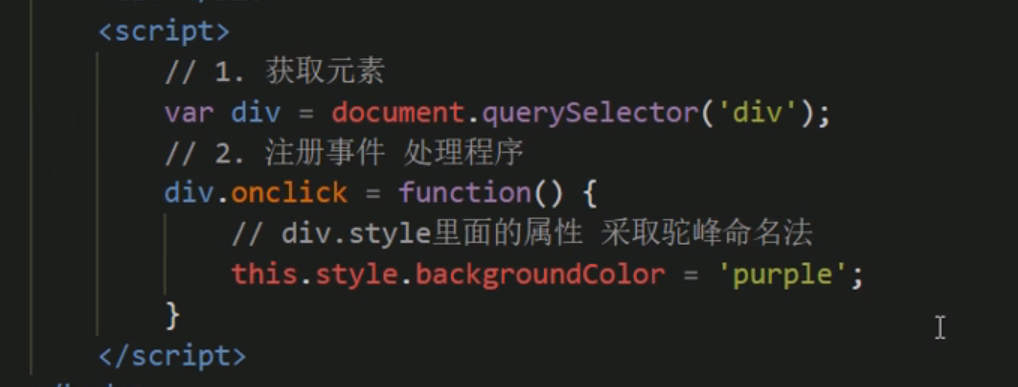 <script>
// 1. 获取元素
var div = document.querySelector('div');
// 2. 注册事件 处理程序
div.onclick = function() {
// div.style里面的属性 采取驼峰命名法
this.style.backgroundColor = 'purple';
}
</script>